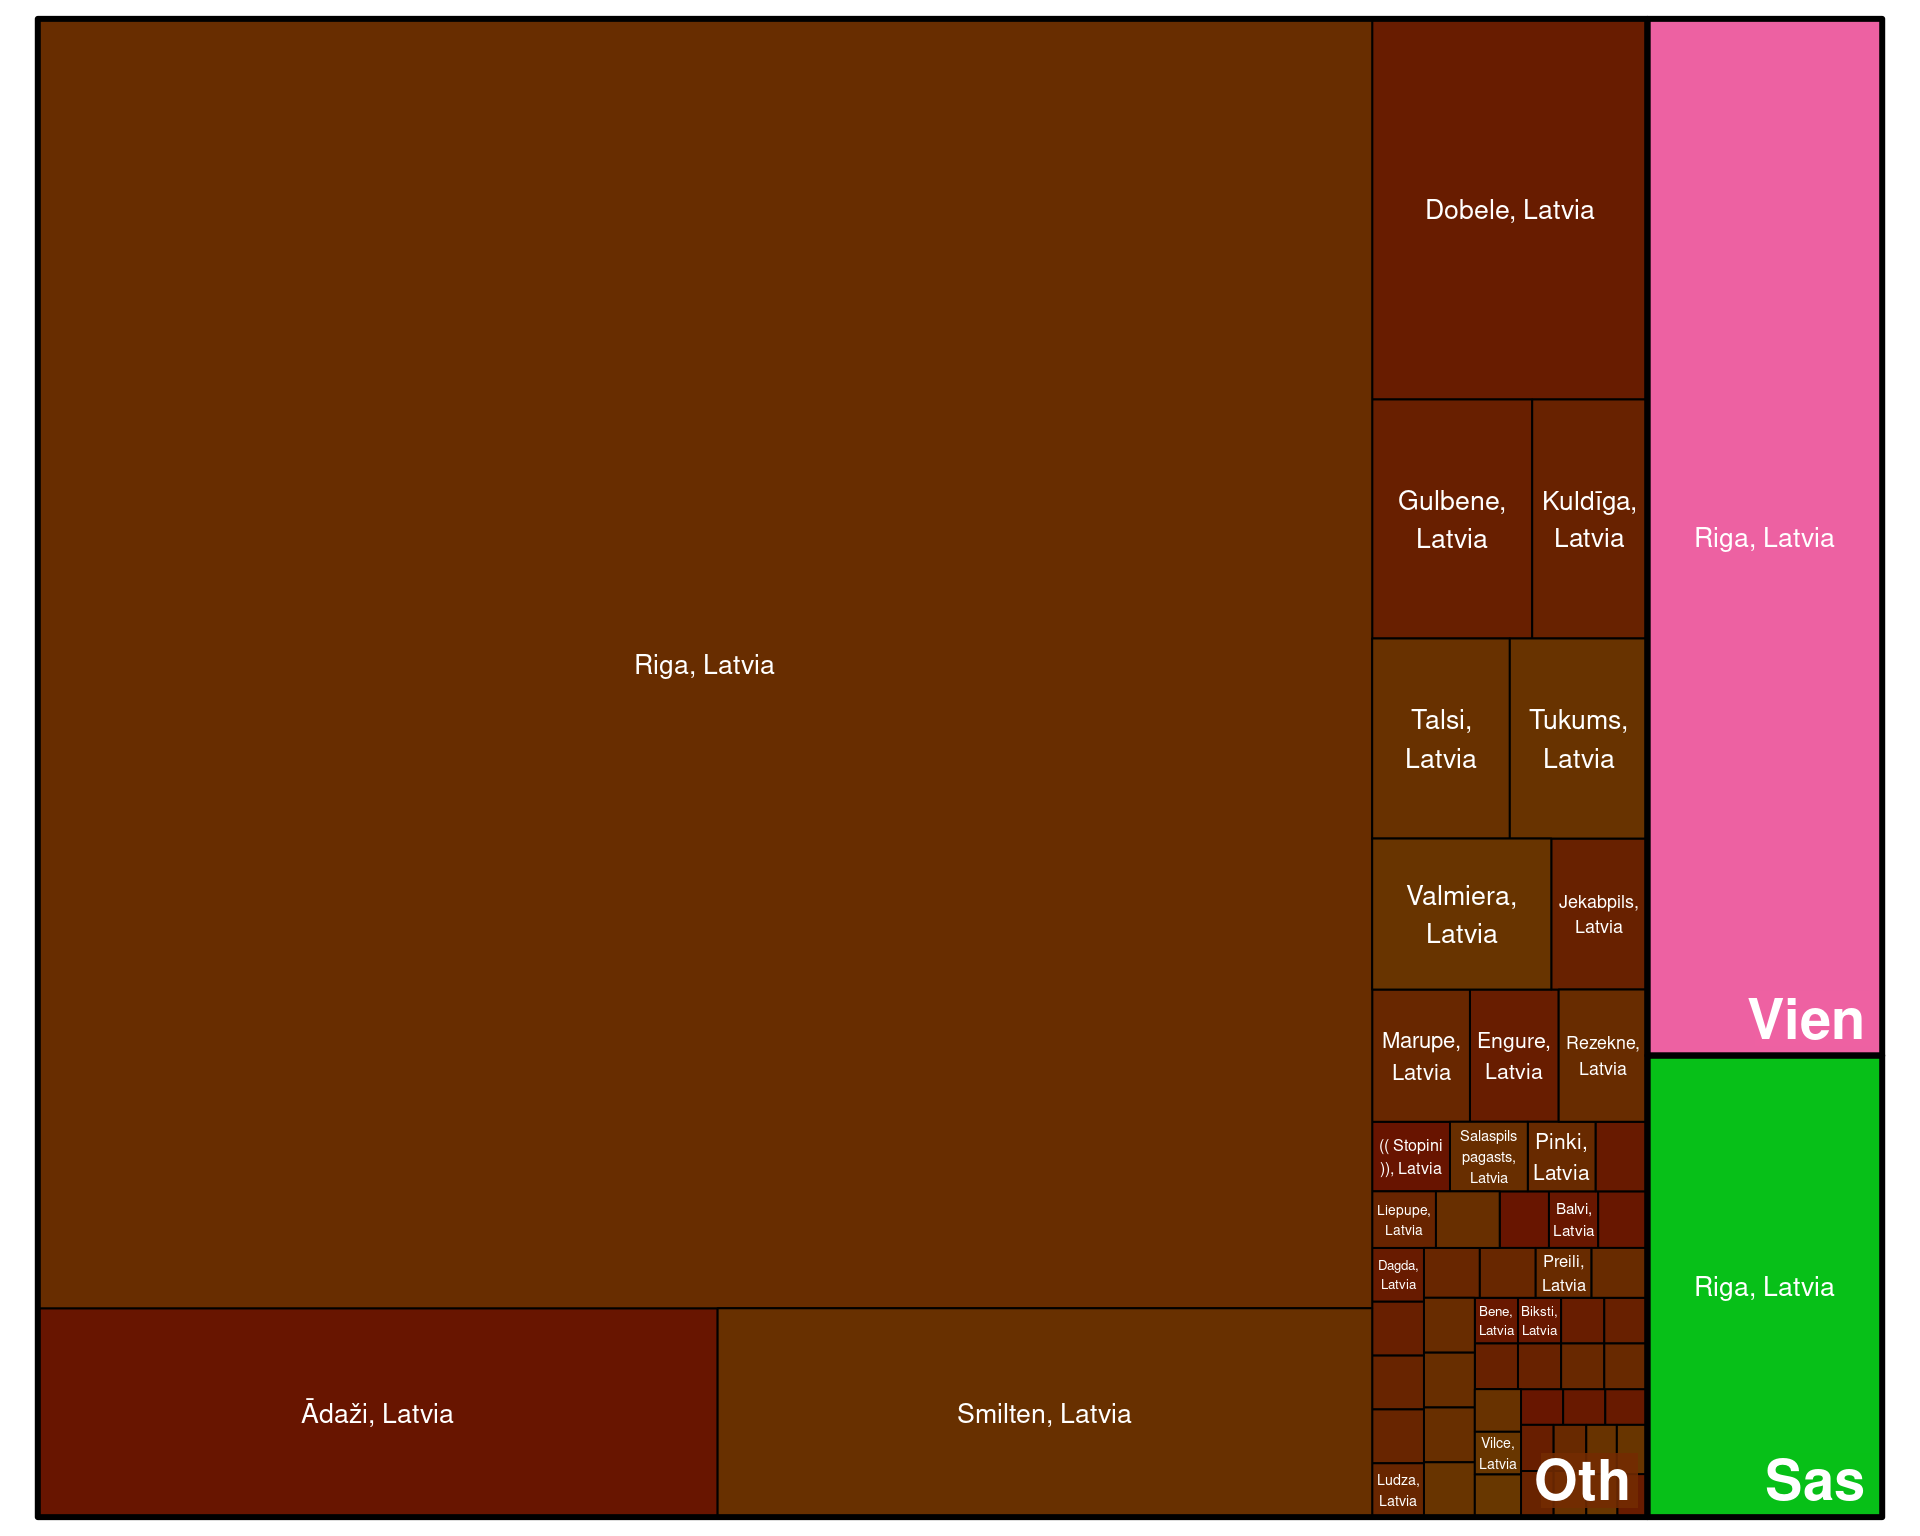 Riga, Latvia
Ādaži, Latvia
Smilten, Latvia
Dobele, Latvia
Gulbene,
Latvia
Kuldīga,
Latvia
Talsi,
Latvia
Tukums,
Latvia
Valmiera,
Latvia
Jekabpils,
Latvia
Marupe,
Latvia
Engure,
Latvia
Rezekne,
Latvia
(( Stopini
)), Latvia
Salaspils
pagasts,
Latvia
Pinki,
Latvia
Liepupe,
Latvia
Balvi,
Latvia
Dagda,
Latvia
Preili,
Latvia
Bene,
Latvia
Biksti,
Latvia
Vilce,
Latvia
Ludza,
Latvia
Oth
Riga, Latvia
Vien
Riga, Latvia
Sas